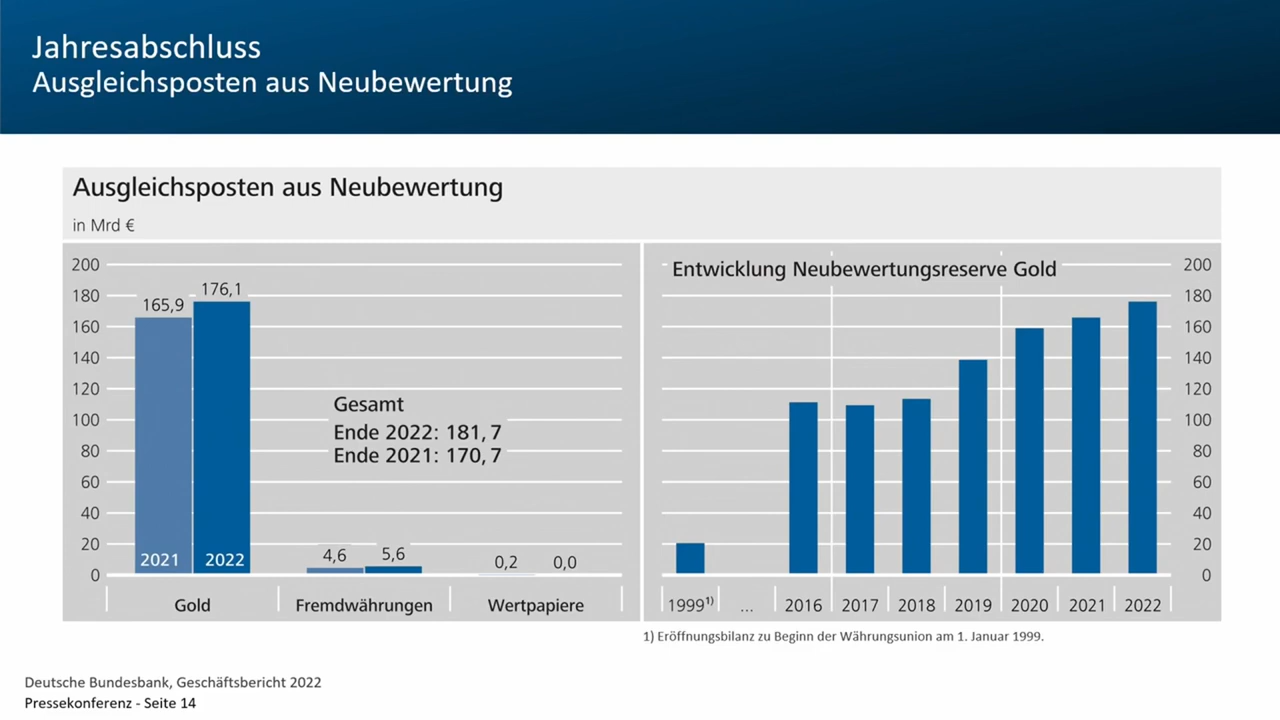 Jahresabschluss
Ausgleichsposten aus Neubewertung
Ausgleichsposten aus Neubewertung
in Mrd €
200
180
160
140
120
100
80
60
40
20
0
165,9
176,1
2021
2022
Gesamt
Ende 2022: 181,7
Ende 2021: 170,7
4,6
5,6
0,2
0,0
Gold
Fremdwährungen
Wertpapiere
Entwicklung Neubewertungsreserve Gold
200
180
160
140
120
100
80
60
40
20
0
1999¹⁾ ... 2016 2017 2018 2019 2020 2021 2022
1) Eröffnungsbilanz zu Beginn der Währungsunion am 1. Januar 1999.
Deutsche Bundesbank, Geschäftsbericht 2022
Pressekonferenz - Seite 14